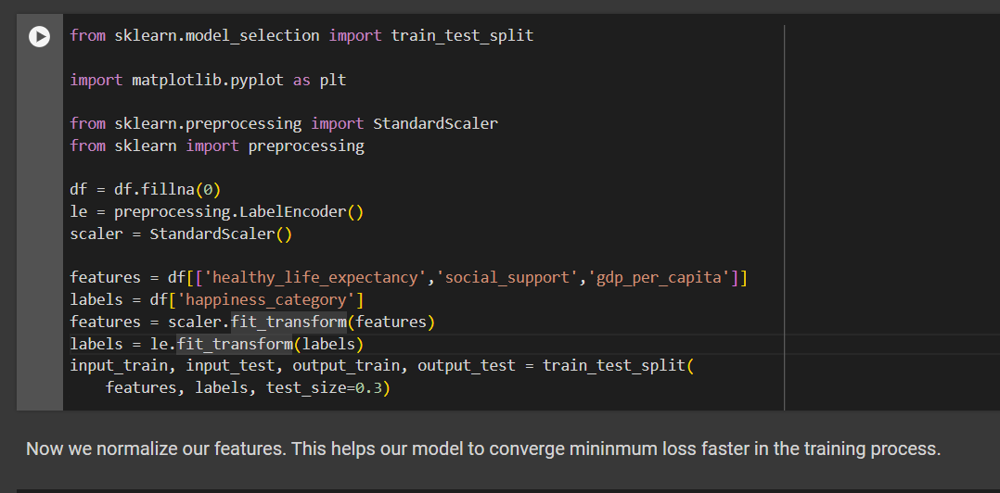 from sklearn.model_selection import train_test_split
import matplotlib.pyplot as plt
from sklearn.preprocessing import StandardScaler
from sklearn import preprocessing
df = df.fillna(0)
le = preprocessing.LabelEncoder()
scaler = StandardScaler()
features = df[['healthy_life_expectancy','social_support','gdp_per_capita']]
labels = df['happiness_category']
features = scaler.fit_transform(features)
labels = le.fit_transform(labels)
input_train, input_test, output_train, output_test = train_test_split(
    features, labels, test_size=0.3)
Now we normalize our features. This helps our model to converge mininmum loss faster in the training process.